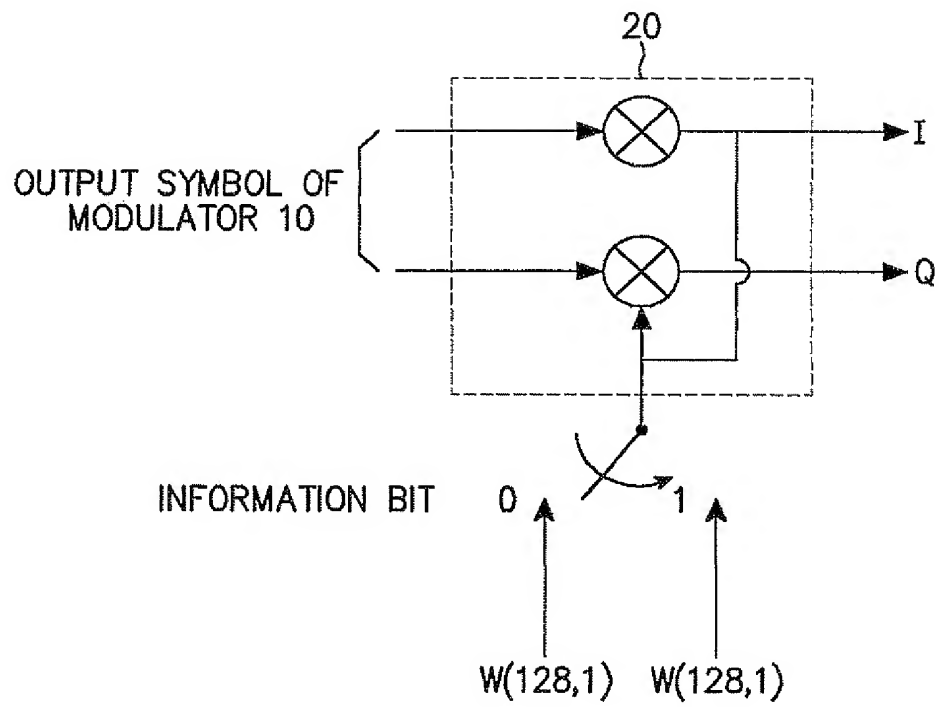 20
I
OUTPUT SYMBOL OF
MODULATOR 10
Q
INFORMATION BIT 0 1
W(128,1) W(128,1)